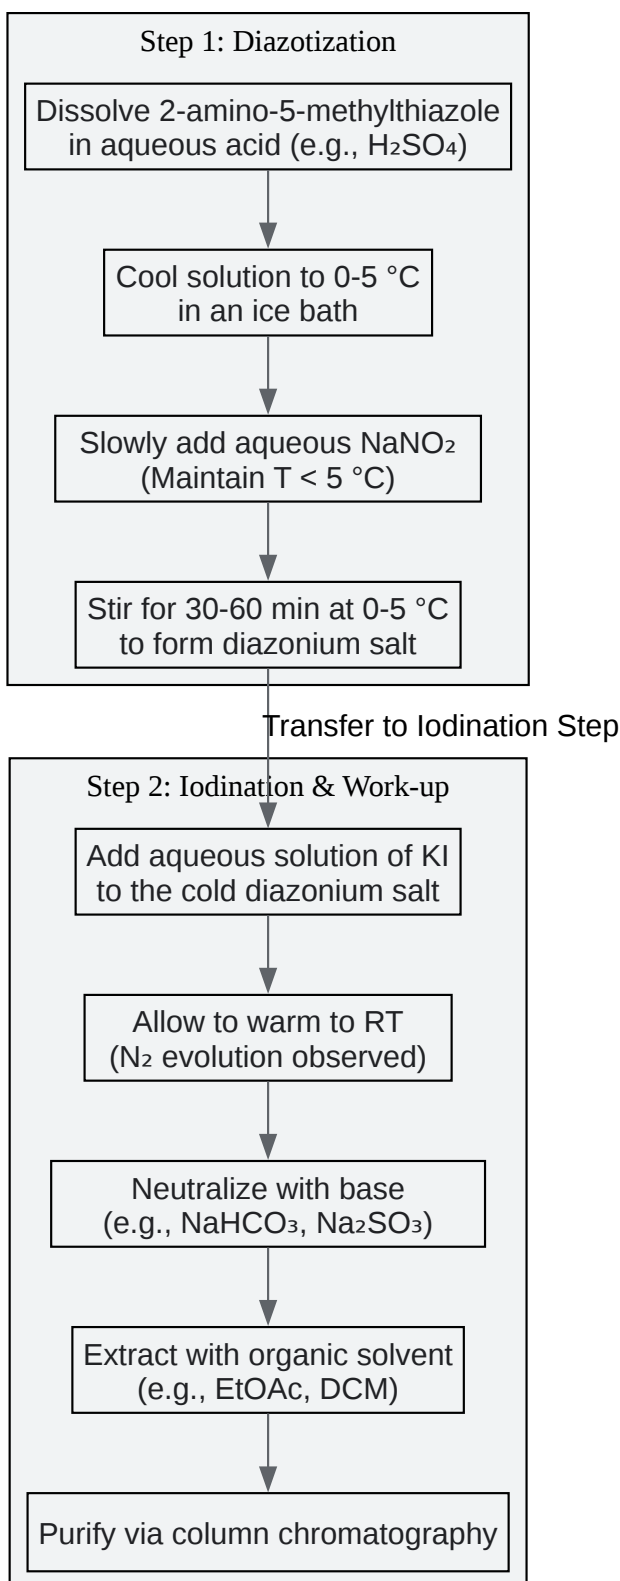 Step 1: Diazotization
Dissolve 2-amino-5-methylthiazole
in aqueous acid (e.g., H₂SO₄)
Cool solution to 0-5 °C
in an ice bath
Slowly add aqueous NaNO₂
(Maintain T < 5 °C)
Stir for 30-60 min at 0-5 °C
to form diazonium salt
Transfer to Iodination Step
Step 2: Iodination & Work-up
Add aqueous solution of KI
to the cold diazonium salt
Allow to warm to RT
(N₂ evolution observed)
Neutralize with base
(e.g., NaHCO₃, Na₂SO₃)
Extract with organic solvent
(e.g., EtOAc, DCM)
Purify via column chromatography